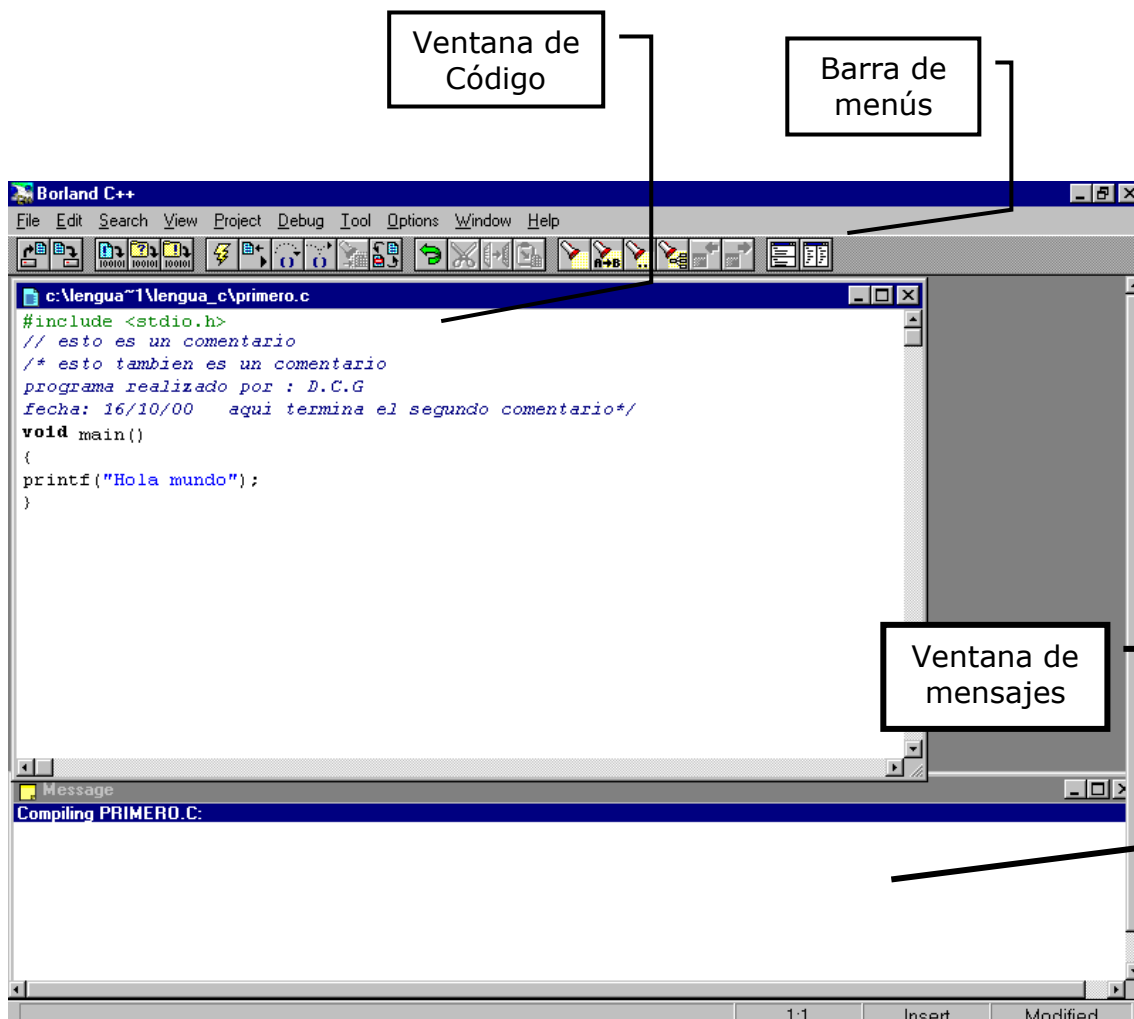 Ventana de
Código
Barra de
menús
Borland C++
File Edit Search View Project Debug Tool Options Window Help
c:\lengua~1\lengua_c\primero.c
#include <stdio.h>
// esto es un comentario
/* esto tambien es un comentario
programa realizado por : D.C.G
fecha: 16/10/00 aqui termina el segundo comentario*/
void main()
{
printf("Hola mundo");
}
Ventana de
mensajes
Message
Compiling PRIMERO.C:
1:1 Insert Modified